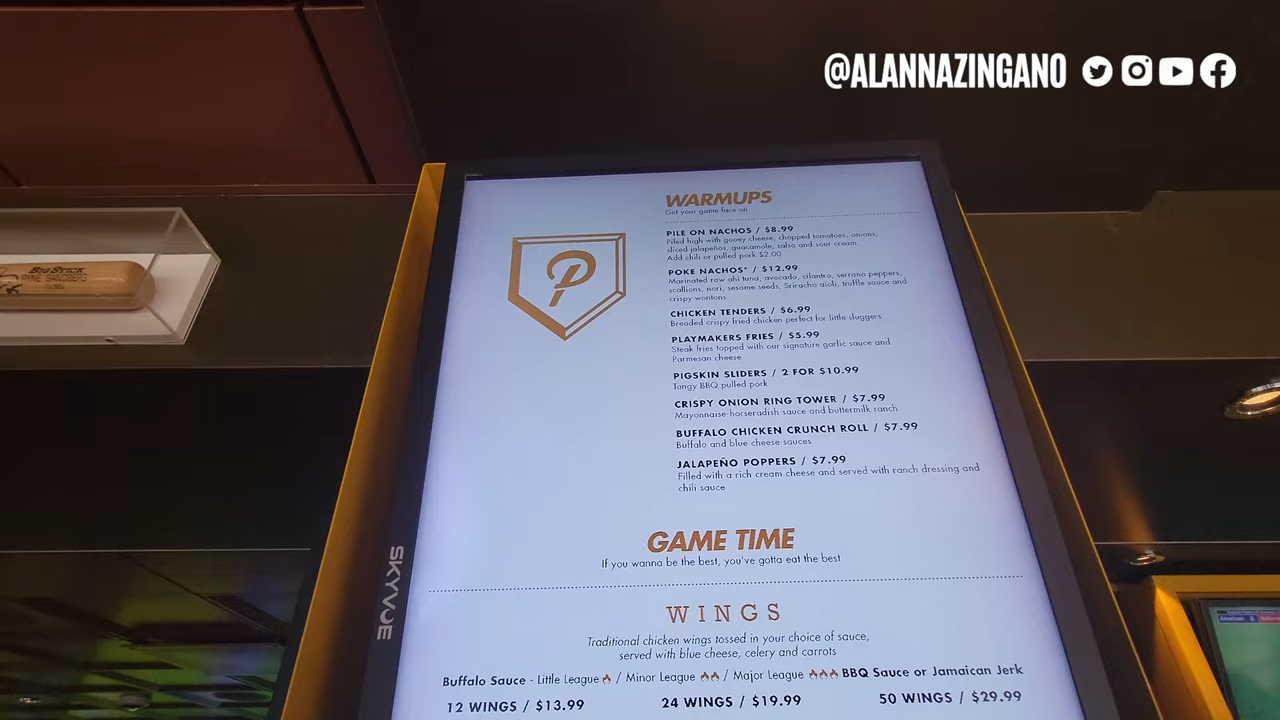 @ALANNAZINGANO
WARMUPS
Get your game face on
PILE ON NACHOS / $8.99
Piled high with gooey cheese, chopped tomatoes, onions,
sliced jalapeños, guacamole, salsa and sour cream.
Add chili or pulled pork $2.00
POKE NACHOS* / $12.99
Marinated raw ahi tuna, avocado, cilantro, serrano peppers,
scallions, nori, sesame seeds, Sriracha aioli, truffle sauce and
crispy wontons
CHICKEN TENDERS / $6.99
Breaded crispy fried chicken perfect for little sluggers
PLAYMAKERS FRIES / $5.99
Steak fries topped with our signature garlic sauce and
Parmesan cheese
PIGSKIN SLIDERS / 2 FOR $10.99
Tangy BBQ pulled pork
CRISPY ONION RING TOWER / $7.99
Mayonnaise-horseradish sauce and buttermilk ranch
BUFFALO CHICKEN CRUNCH ROLL / $7.99
Buffalo and blue cheese sauces
JALAPEÑO POPPERS / $7.99
Filled with a rich cream cheese and served with ranch dressing and
chili sauce
P
BIG STICK
RYNE SANDBERG
CUBS
SKYVUE
GAME TIME
If you wanna be the best, you've gotta eat the best
WINGS
Traditional chicken wings tossed in your choice of sauce,
served with blue cheese, celery and carrots
Buffalo Sauce - Little League / Minor League / Major League BBQ Sauce or Jamaican Jerk
12 WINGS / $13.99 24 WINGS / $19.99 50 WINGS / $29.99